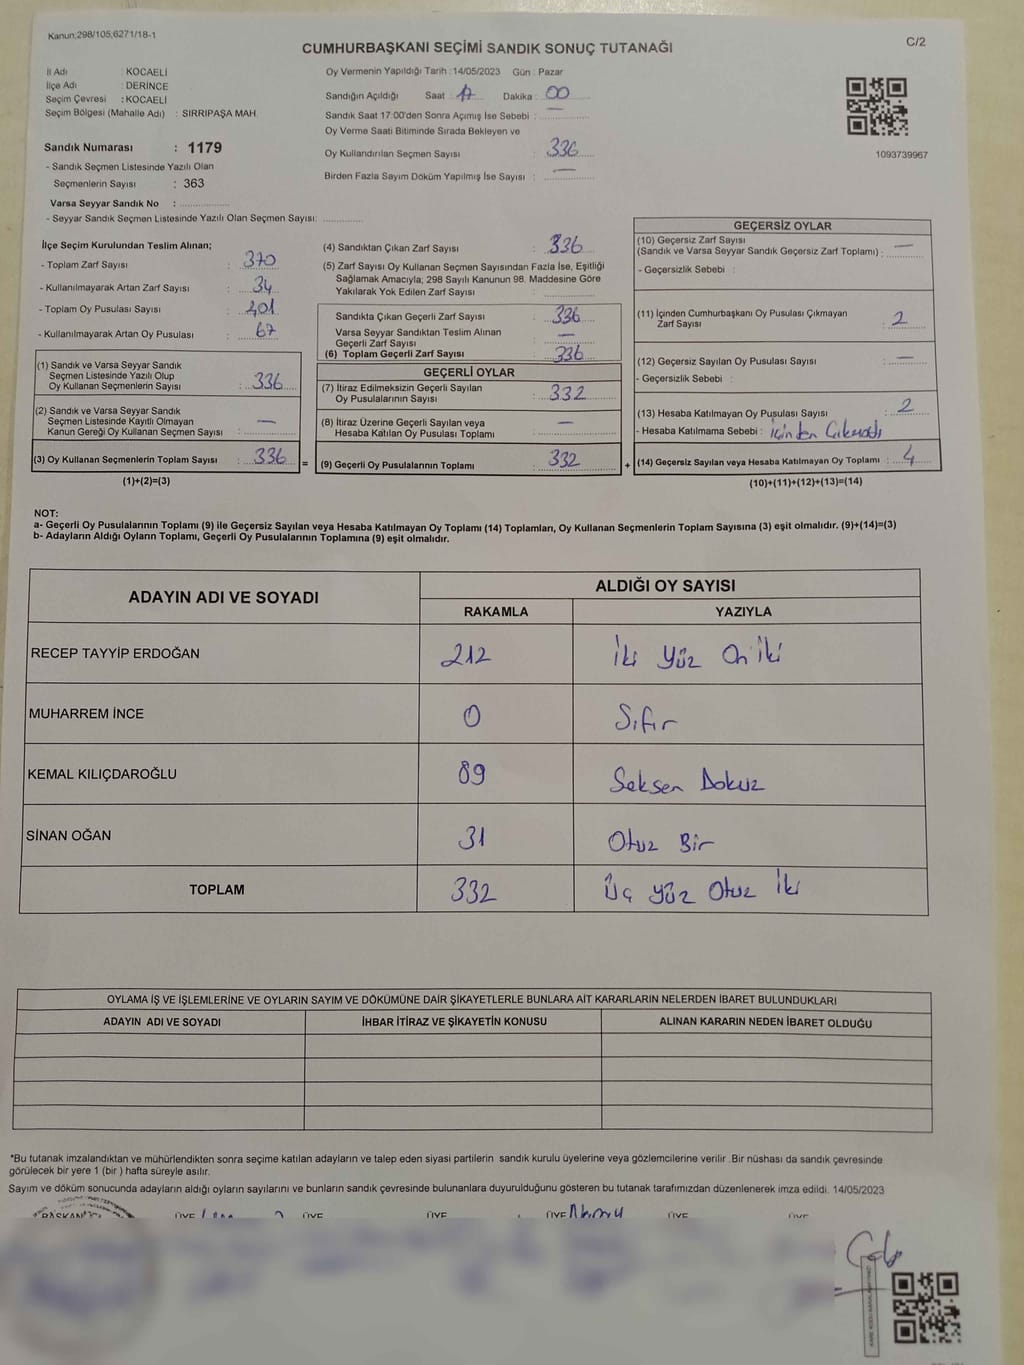 Kanun;298/105;6271/18-1
C/2
CUMHURBAŞKANI SEÇİMİ SANDIK SONUÇ TUTANAĞI
İl Adı : KOCAELİ
İlçe Adı : DERİNCE
Seçim Çevresi : KOCAELİ
Seçim Bölgesi (Mahalle Adı) : SIRRIPAŞA MAH.
Sandık Numarası : 1179
- Sandık Seçmen Listesinde Yazılı Olan
Seçmenlerin Sayısı : 363
Varsa Seyyar Sandık No :
- Seyyar Sandık Seçmen Listesinde Yazılı Olan Seçmen Sayısı:
Oy Vermenin Yapıldığı Tarih : 14/05/2023 Gün : Pazar
Sandığın Açıldığı Saat 17 Dakika : 00
Sandık Saat 17:00'den Sonra Açımış İse Sebebi : —
Oy Verme Saati Bitiminde Sırada Bekleyen ve
Oy Kullandırılan Seçmen Sayısı : 336
Birden Fazla Sayım Döküm Yapılmış İse Sayısı : —
1093739967
İlçe Seçim Kurulundan Teslim Alınan;
- Toplam Zarf Sayısı : 370
- Kullanılmayarak Artan Zarf Sayısı : 34
- Toplam Oy Pusulası Sayısı : 401
- Kullanılmayarak Artan Oy Pusulası : 67
(1) Sandık ve Varsa Seyyar Sandık
Seçmen Listesinde Yazılı Olup
Oy Kullanan Seçmenlerin Sayısı : 336
(2) Sandık ve Varsa Seyyar Sandık
Seçmen Listesinde Kayıtlı Olmayan
Kanun Gereği Oy Kullanan Seçmen Sayısı : —
(3) Oy Kullanan Seçmenlerin Toplam Sayısı : 336
(1)+(2)=(3)
=
(4) Sandıktan Çıkan Zarf Sayısı : 336
(5) Zarf Sayısı Oy Kullanan Seçmen Sayısından Fazla İse, Eşitliği
Sağlamak Amacıyla; 298 Sayılı Kanunun 98. Maddesine Göre
Yakılarak Yok Edilen Zarf Sayısı :
Sandıkta Çıkan Geçerli Zarf Sayısı : 336
Varsa Seyyar Sandıktan Teslim Alınan
Geçerli Zarf Sayısı : —
(6) Toplam Geçerli Zarf Sayısı : 336
GEÇERLİ OYLAR
(7) İtiraz Edilmeksizin Geçerli Sayılan
Oy Pusulalarının Sayısı : 332
(8) İtiraz Üzerine Geçerli Sayılan veya
Hesaba Katılan Oy Pusulası Toplamı : —
(9) Geçerli Oy Pusulalarının Toplamı : 332
+
GEÇERSİZ OYLAR
(10) Geçersiz Zarf Sayısı
(Sandık ve Varsa Seyyar Sandık Geçersiz Zarf Toplamı) : —
- Geçersizlik Sebebi :
(11) İçinden Cumhurbaşkanı Oy Pusulası Çıkmayan
Zarf Sayısı : 2
(12) Geçersiz Sayılan Oy Pusulası Sayısı : —
- Geçersizlik Sebebi :
(13) Hesaba Katılmayan Oy Pusulası Sayısı : 2
- Hesaba Katılmama Sebebi : içinden Çıkmadı
(14) Geçersiz Sayılan veya Hesaba Katılmayan Oy Toplamı : 4
(10)+(11)+(12)+(13)=(14)
NOT:
a- Geçerli Oy Pusulalarının Toplamı (9) ile Geçersiz Sayılan veya Hesaba Katılmayan Oy Toplamı (14) Toplamları, Oy Kullanan Seçmenlerin Toplam Sayısına (3) eşit olmalıdır. (9)+(14)=(3)
b- Adayların Aldığı Oyların Toplamı, Geçerli Oy Pusulalarının Toplamına (9) eşit olmalıdır.
ADAYIN ADI VE SOYADI
ALDIĞI OY SAYISI
RAKAMLA YAZIYLA
RECEP TAYYİP ERDOĞAN 212 İki Yüz On İki
MUHARREM İNCE 0 Sıfır
KEMAL KILIÇDAROĞLU 89 Seksen Dokuz
SİNAN OĞAN 31 Otuz Bir
TOPLAM 332 Üç yüz Otuz İki
OYLAMA İŞ VE İŞLEMLERİNE VE OYLARIN SAYIM VE DÖKÜMÜNE DAİR ŞİKAYETLERLE BUNLARA AİT KARARLARIN NELERDEN İBARET BULUNDUKLARI
ADAYIN ADI VE SOYADI İHBAR İTİRAZ VE ŞİKAYETİN KONUSU ALINAN KARARIN NEDEN İBARET OLDUĞU
*Bu tutanak imzalandıktan ve mühürlendikten sonra seçime katılan adayların ve talep eden siyasi partilerin sandık kurulu üyelerine veya gözlemcilerine verilir .Bir nüshası da sandık çevresinde
görülecek bir yere 1 (bir ) hafta süreyle asılır.
Sayım ve döküm sonucunda adayların aldığı oyların sayılarını ve bunların sandık çevresinde bulunanlara duyurulduğunu gösteren bu tutanak tarafımızdan düzenlenerek imza edildi. 14/05/2023
BAŞKAN ÜYE ÜYE ÜYE ÜYE ÜYE ÜYE